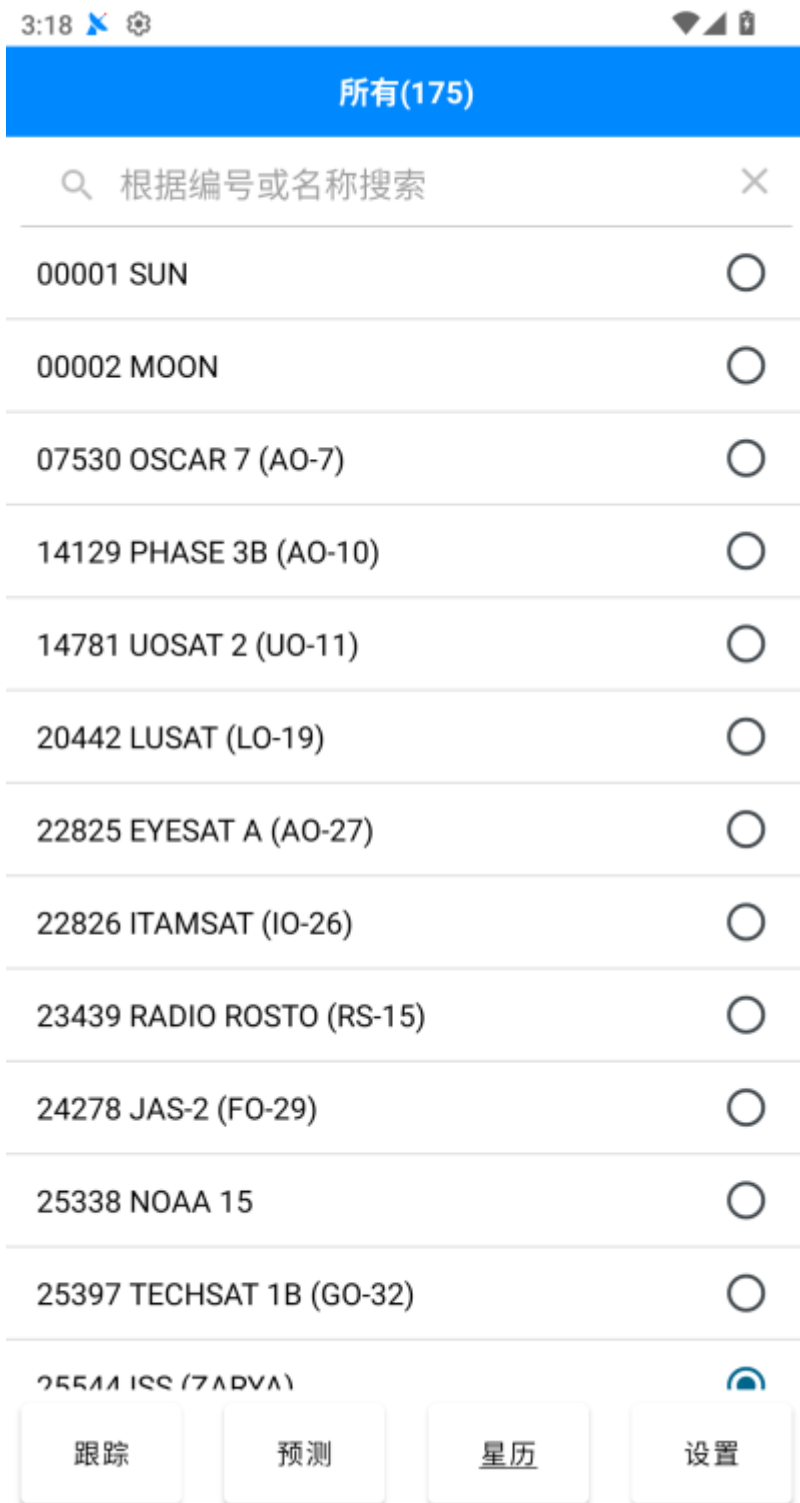 3:18
所有(175)
根据编号或名称搜索
00001 SUN
00002 MOON
07530 OSCAR 7 (AO-7)
14129 PHASE 3B (AO-10)
14781 UOSAT 2 (UO-11)
20442 LUSAT (LO-19)
22825 EYESAT A (AO-27)
22826 ITAMSAT (IO-26)
23439 RADIO ROSTO (RS-15)
24278 JAS-2 (FO-29)
25338 NOAA 15
25397 TECHSAT 1B (GO-32)
25544 ISS (ZARYA)
跟踪 预测 星历 设置